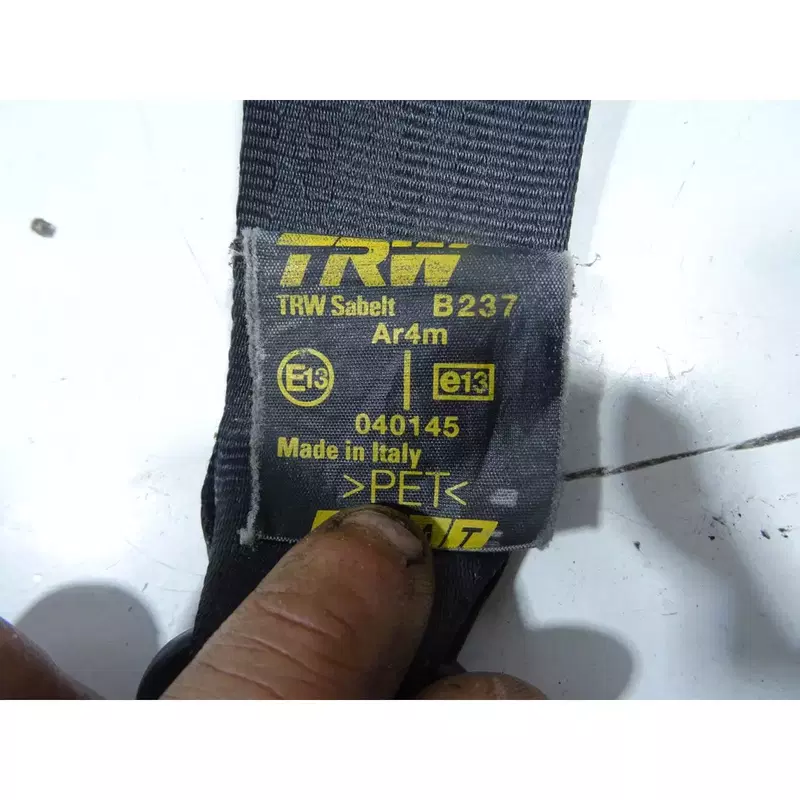 TRW
TRW Sabelt B237
Ar4m
E13 e13
040145
Made in Italy
>PET<